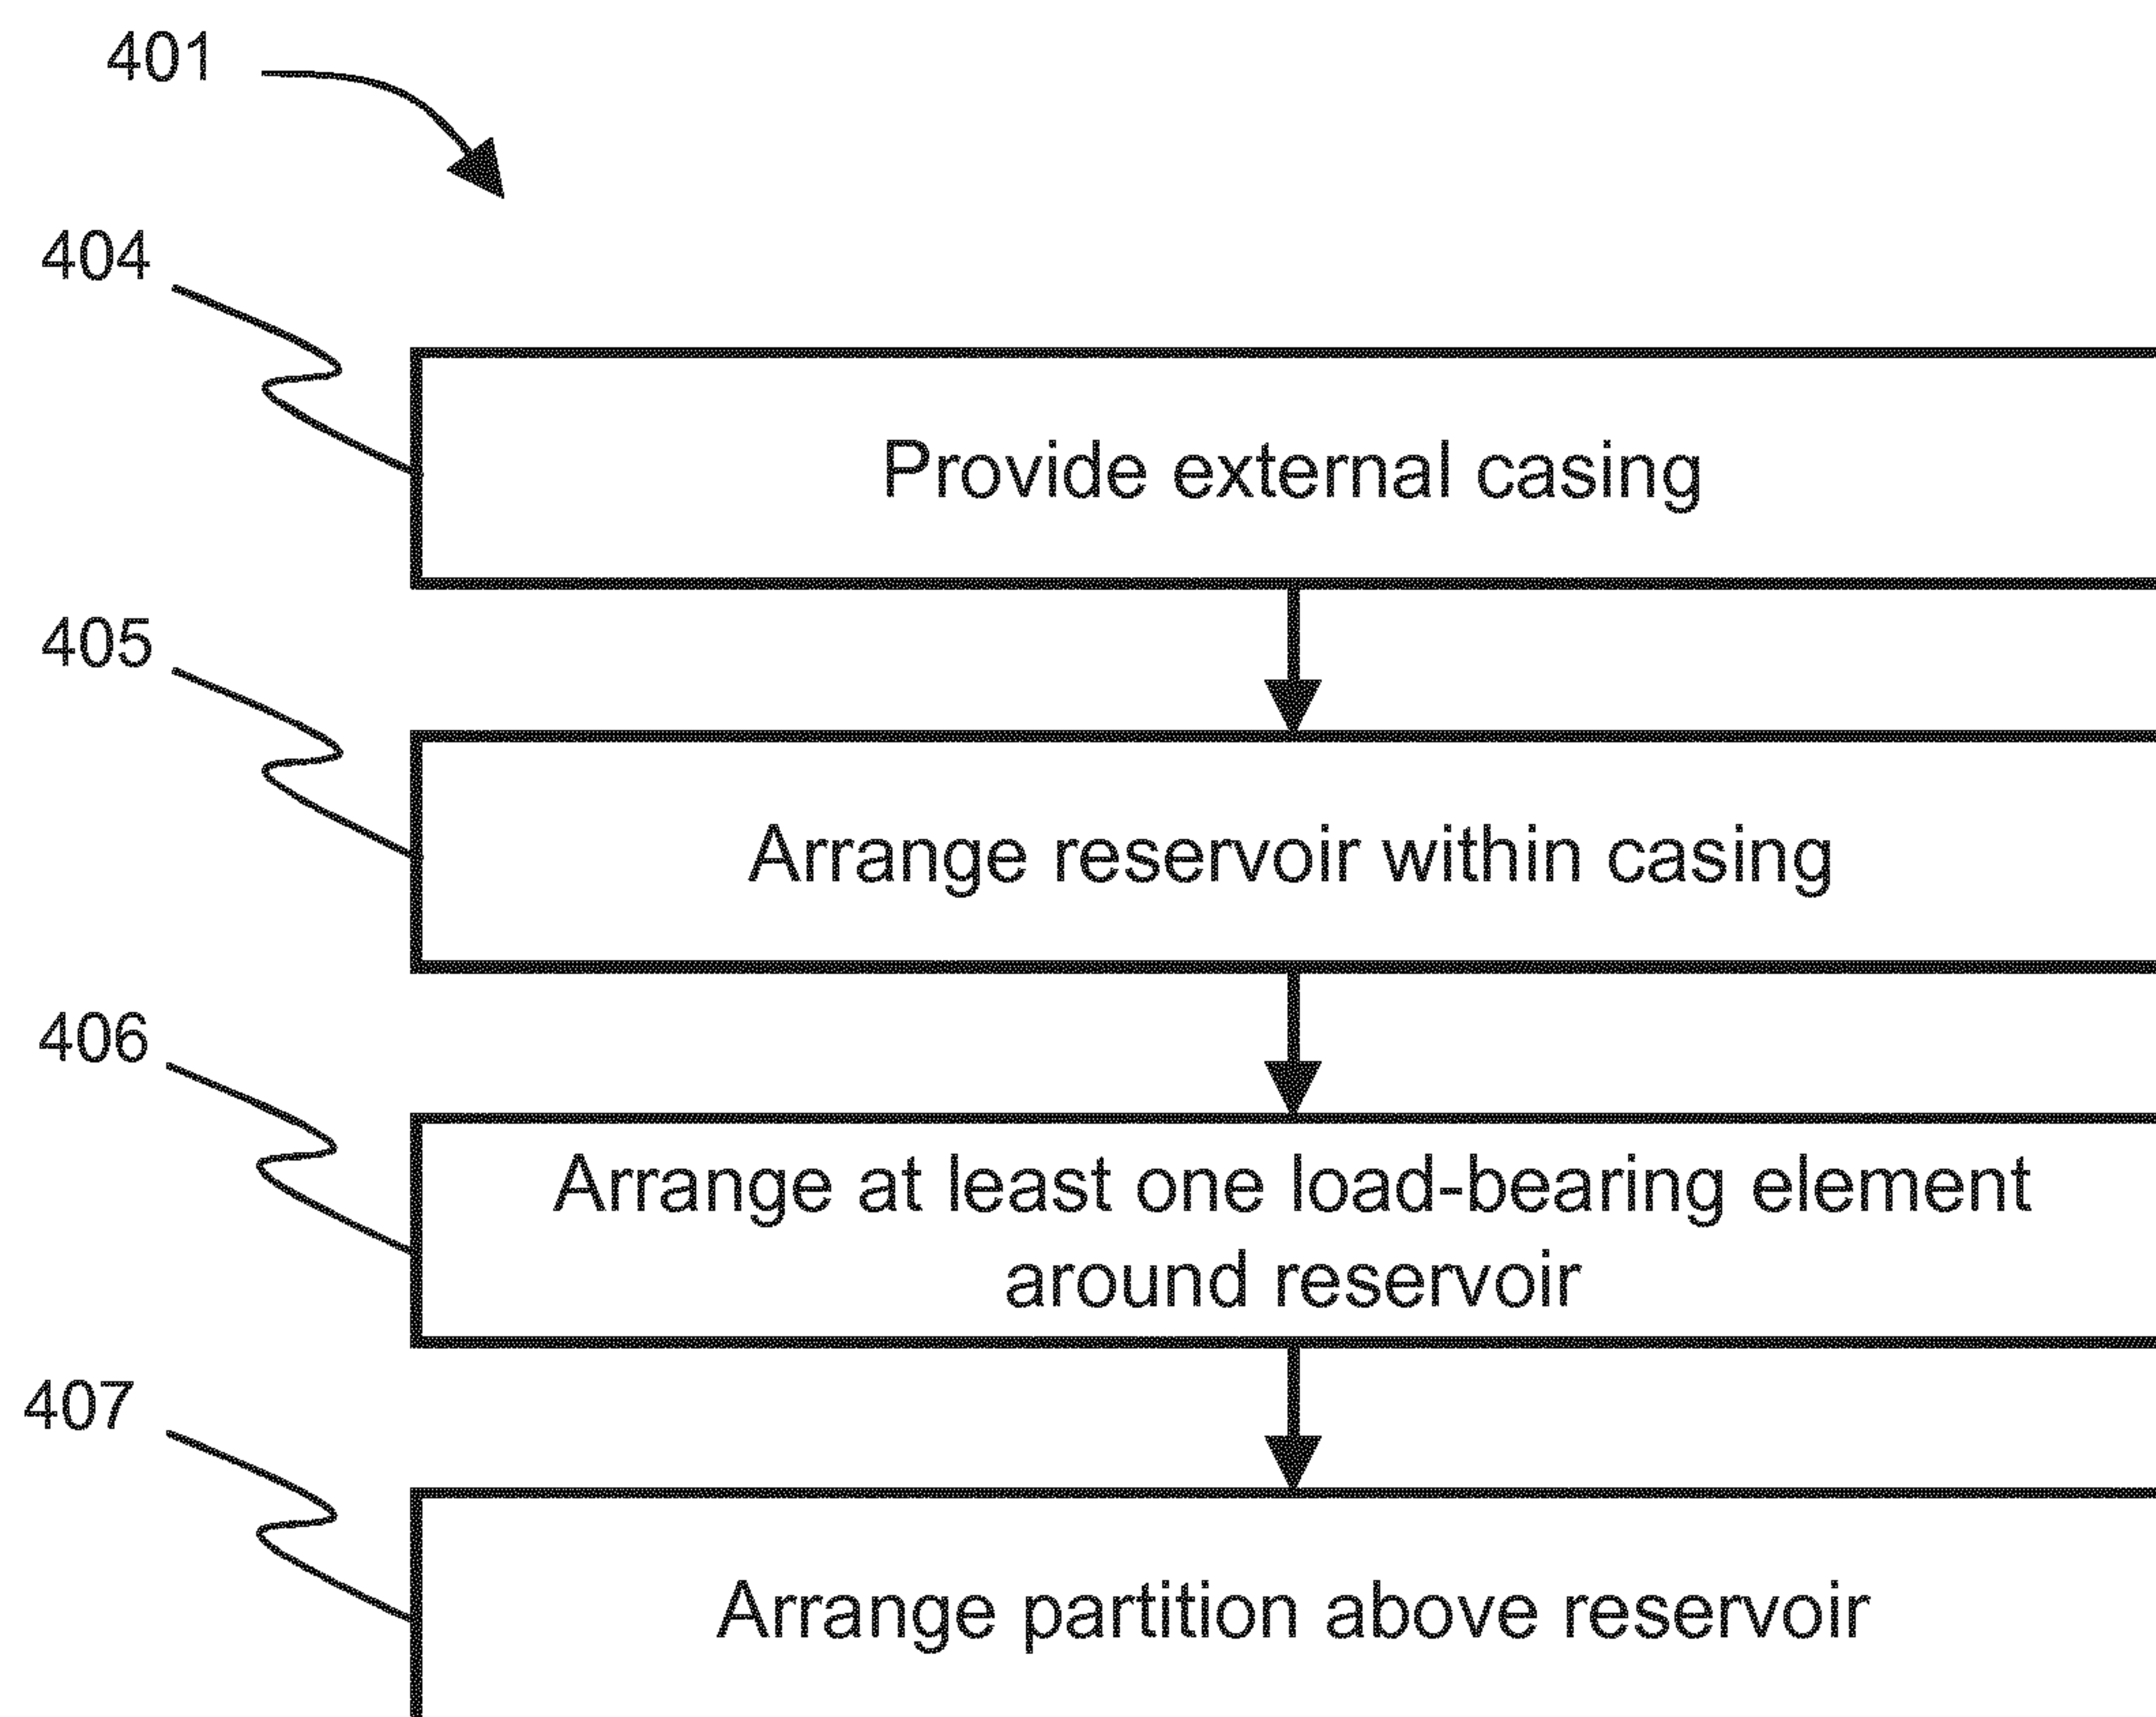 401
404
Provide external casing
405
Arrange reservoir within casing
406
Arrange at least one load-bearing element
around reservoir
407
Arrange partition above reservoir